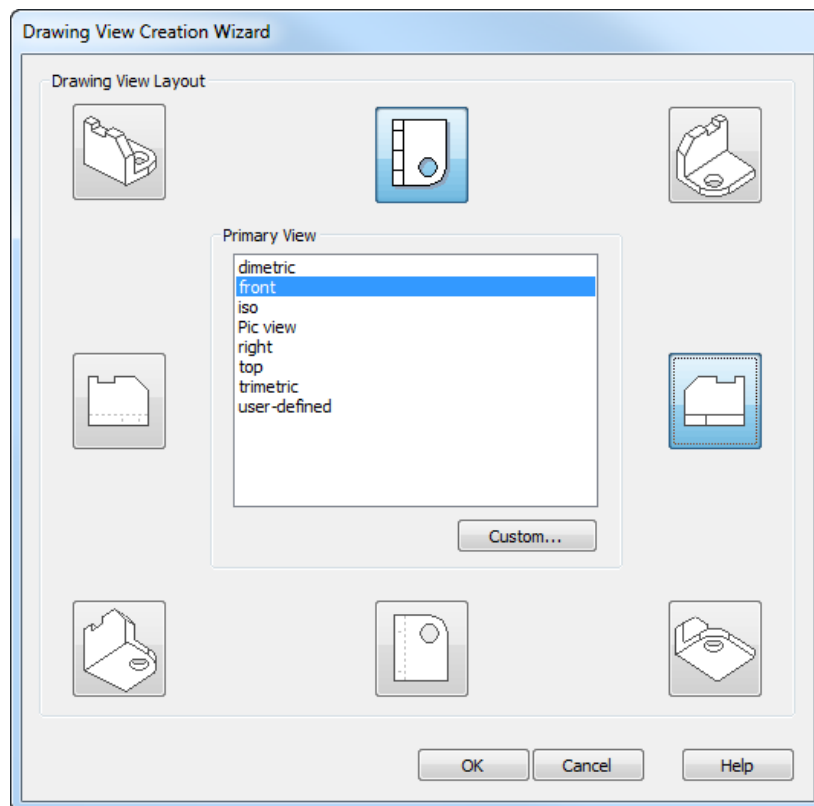 Drawing View Creation Wizard
Drawing View Layout
Primary View
dimetric
front
iso
Pic view
right
top
trimetric
user-defined
Custom...
OK
Cancel
Help